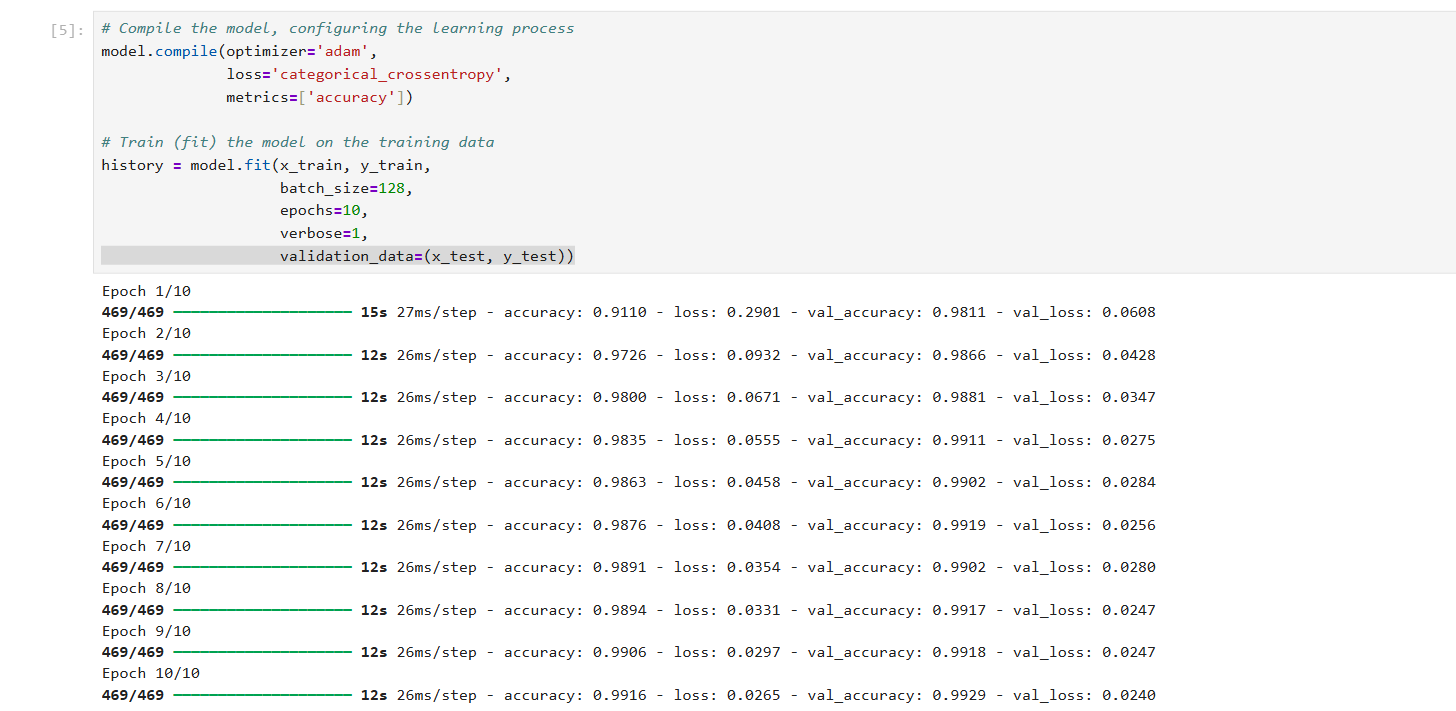 [5]:
# Compile the model, configuring the learning process
model.compile(optimizer='adam',
              loss='categorical_crossentropy',
              metrics=['accuracy'])

# Train (fit) the model on the training data
history = model.fit(x_train, y_train,
                    batch_size=128,
                    epochs=10,
                    verbose=1,
                    validation_data=(x_test, y_test))
Epoch 1/10
469/469 ━━━━━━━━━━━━━━━━━━━━ 15s 27ms/step - accuracy: 0.9110 - loss: 0.2901 - val_accuracy: 0.9811 - val_loss: 0.0608
Epoch 2/10
469/469 ━━━━━━━━━━━━━━━━━━━━ 12s 26ms/step - accuracy: 0.9726 - loss: 0.0932 - val_accuracy: 0.9866 - val_loss: 0.0428
Epoch 3/10
469/469 ━━━━━━━━━━━━━━━━━━━━ 12s 26ms/step - accuracy: 0.9800 - loss: 0.0671 - val_accuracy: 0.9881 - val_loss: 0.0347
Epoch 4/10
469/469 ━━━━━━━━━━━━━━━━━━━━ 12s 26ms/step - accuracy: 0.9835 - loss: 0.0555 - val_accuracy: 0.9911 - val_loss: 0.0275
Epoch 5/10
469/469 ━━━━━━━━━━━━━━━━━━━━ 12s 26ms/step - accuracy: 0.9863 - loss: 0.0458 - val_accuracy: 0.9902 - val_loss: 0.0284
Epoch 6/10
469/469 ━━━━━━━━━━━━━━━━━━━━ 12s 26ms/step - accuracy: 0.9876 - loss: 0.0408 - val_accuracy: 0.9919 - val_loss: 0.0256
Epoch 7/10
469/469 ━━━━━━━━━━━━━━━━━━━━ 12s 26ms/step - accuracy: 0.9891 - loss: 0.0354 - val_accuracy: 0.9902 - val_loss: 0.0280
Epoch 8/10
469/469 ━━━━━━━━━━━━━━━━━━━━ 12s 26ms/step - accuracy: 0.9894 - loss: 0.0331 - val_accuracy: 0.9917 - val_loss: 0.0247
Epoch 9/10
469/469 ━━━━━━━━━━━━━━━━━━━━ 12s 26ms/step - accuracy: 0.9906 - loss: 0.0297 - val_accuracy: 0.9918 - val_loss: 0.0247
Epoch 10/10
469/469 ━━━━━━━━━━━━━━━━━━━━ 12s 26ms/step - accuracy: 0.9916 - loss: 0.0265 - val_accuracy: 0.9929 - val_loss: 0.0240